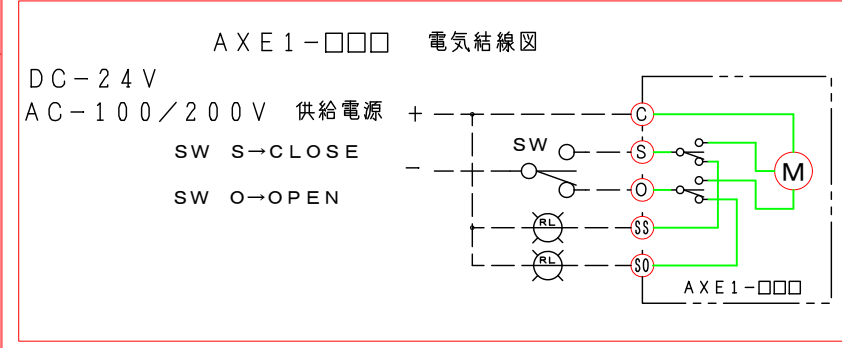 AXE1-□□□ 電気結線図
DC-24V
AC-100/200V 供給電源 +
-
SW S→CLOSE
SW O→OPEN
SW
C
S
O
SS
SO
RL
RL
M
AXE1-□□□